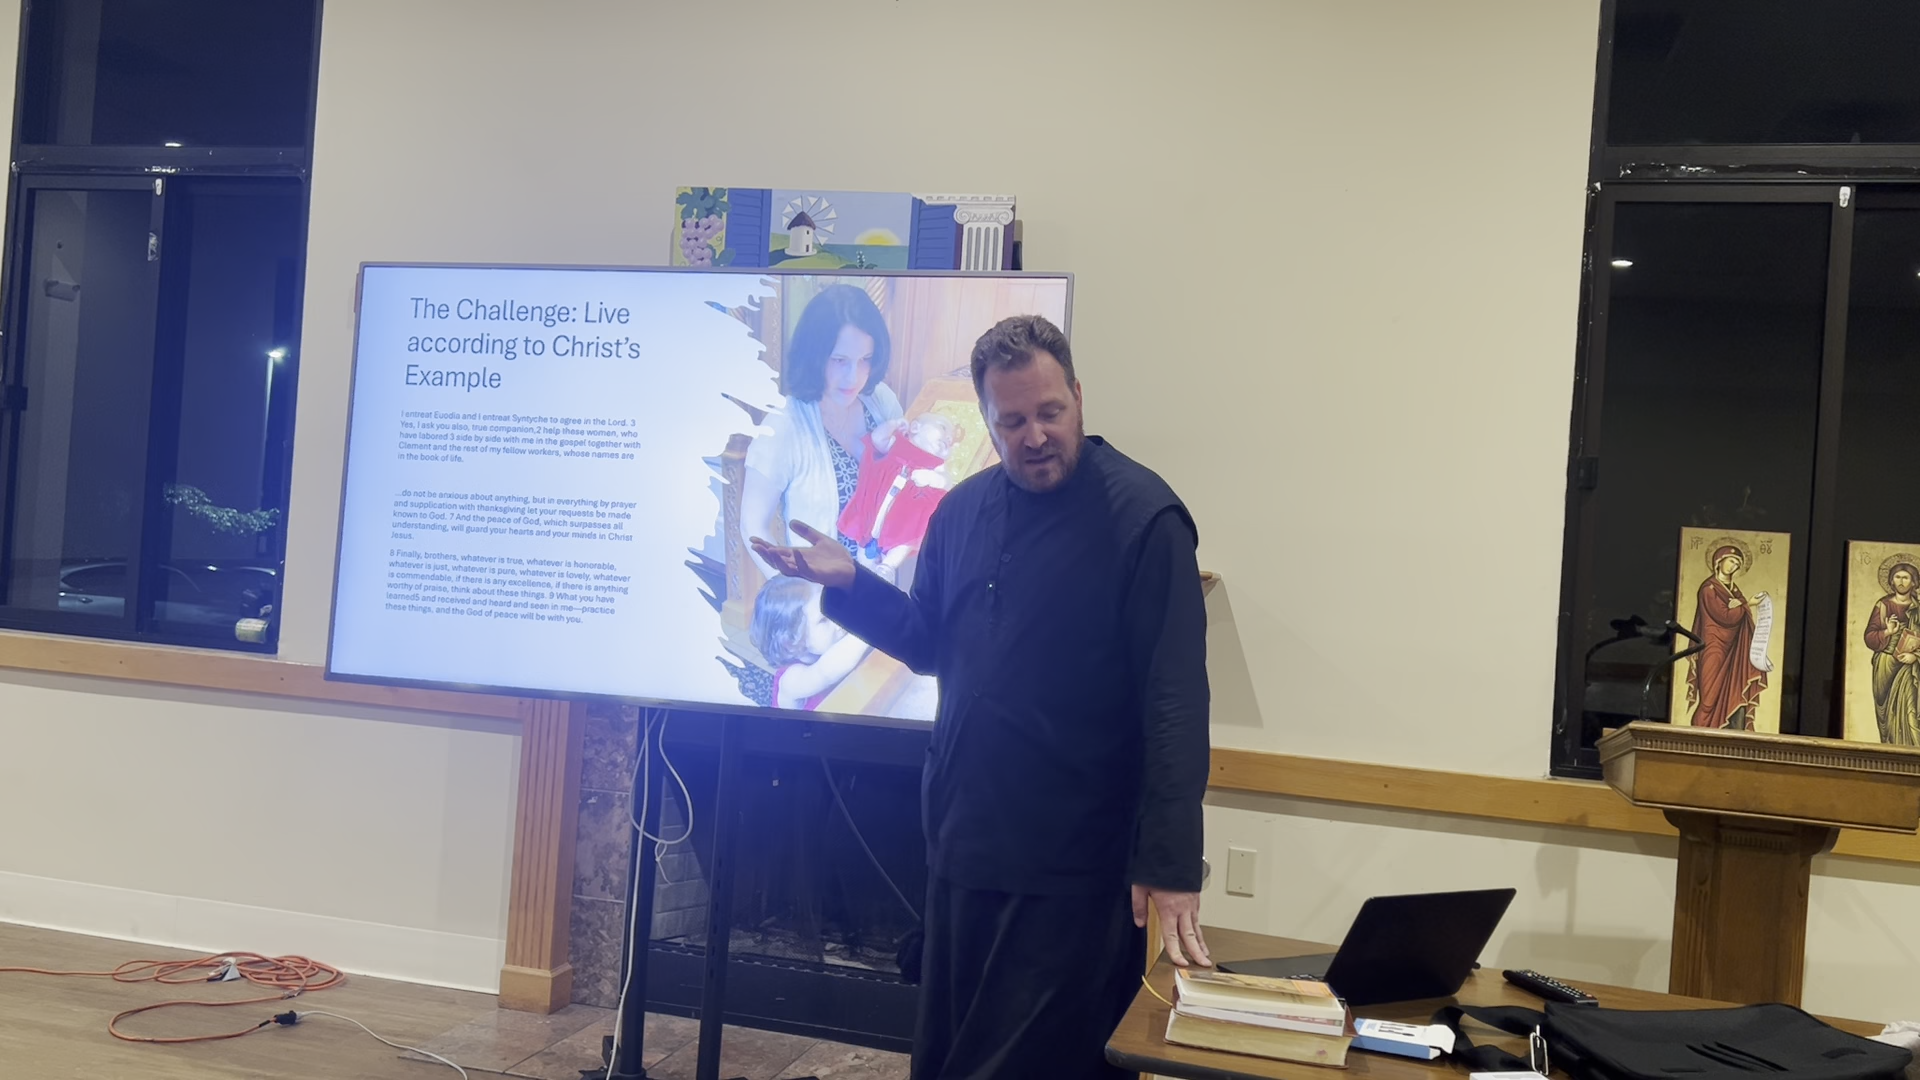 The Challenge: Live
according to Christ's
Example
I entreat Euodia and I entreat Syntyche to agree in the Lord. 3
Yes, I ask you also, true companion,2 help these women, who
have labored 3 side by side with me in the gospel together with
Clement and the rest of my fellow workers, whose names are
in the book of life.
...do not be anxious about anything, but in everything by prayer
and supplication with thanksgiving let your requests be made
known to God. 7 And the peace of God, which surpasses all
understanding, will guard your hearts and your minds in Christ
Jesus.
8 Finally, brothers, whatever is true, whatever is honorable,
whatever is just, whatever is pure, whatever is lovely, whatever
is commendable, if there is any excellence, if there is anything
worthy of praise, think about these things. 9 What you have
learned5 and received and heard and seen in me—practice
these things, and the God of peace will be with you.